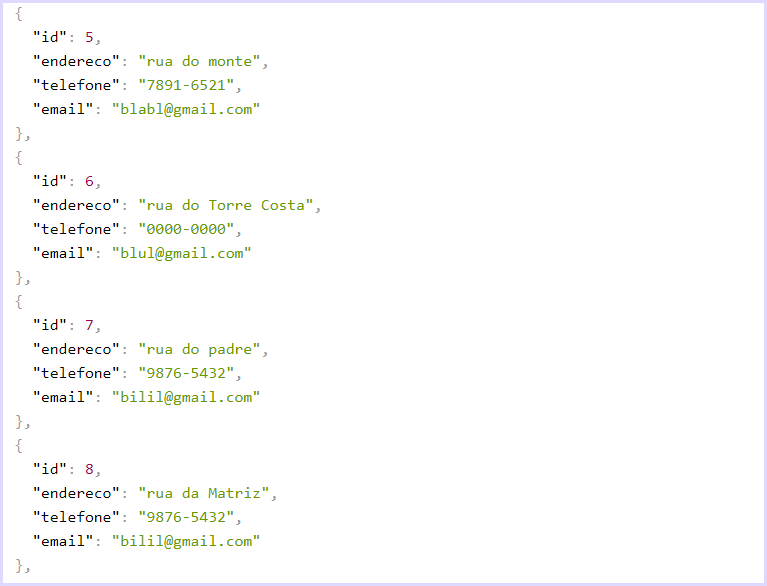 {
"id": 5,
"endereco": "rua do monte",
"telefone": "7891-6521",
"email": "blabl@gmail.com"
},
{
"id": 6,
"endereco": "rua do Torre Costa",
"telefone": "0000-0000",
"email": "blul@gmail.com"
},
{
"id": 7,
"endereco": "rua do padre",
"telefone": "9876-5432",
"email": "bilil@gmail.com"
},
{
"id": 8,
"endereco": "rua da Matriz",
"telefone": "9876-5432",
"email": "bilil@gmail.com"
},